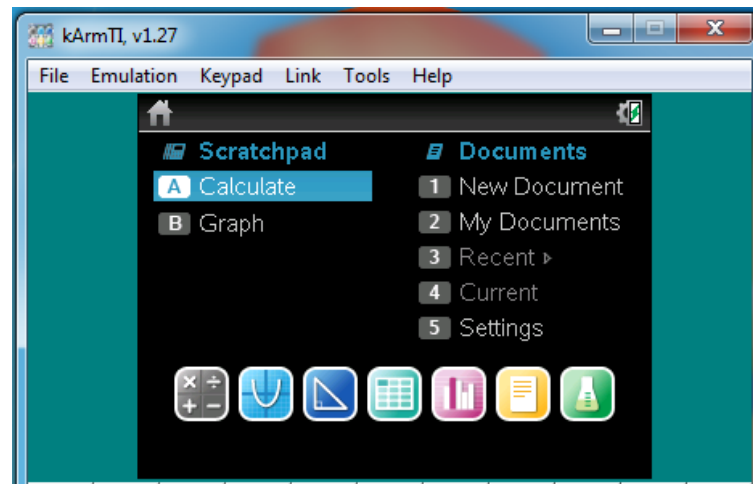 kArmTI, v1.27
File Emulation Keypad Link Tools Help
Scratchpad
A Calculate
B Graph
Documents
1 New Document
2 My Documents
3 Recent ▹
4 Current
5 Settings